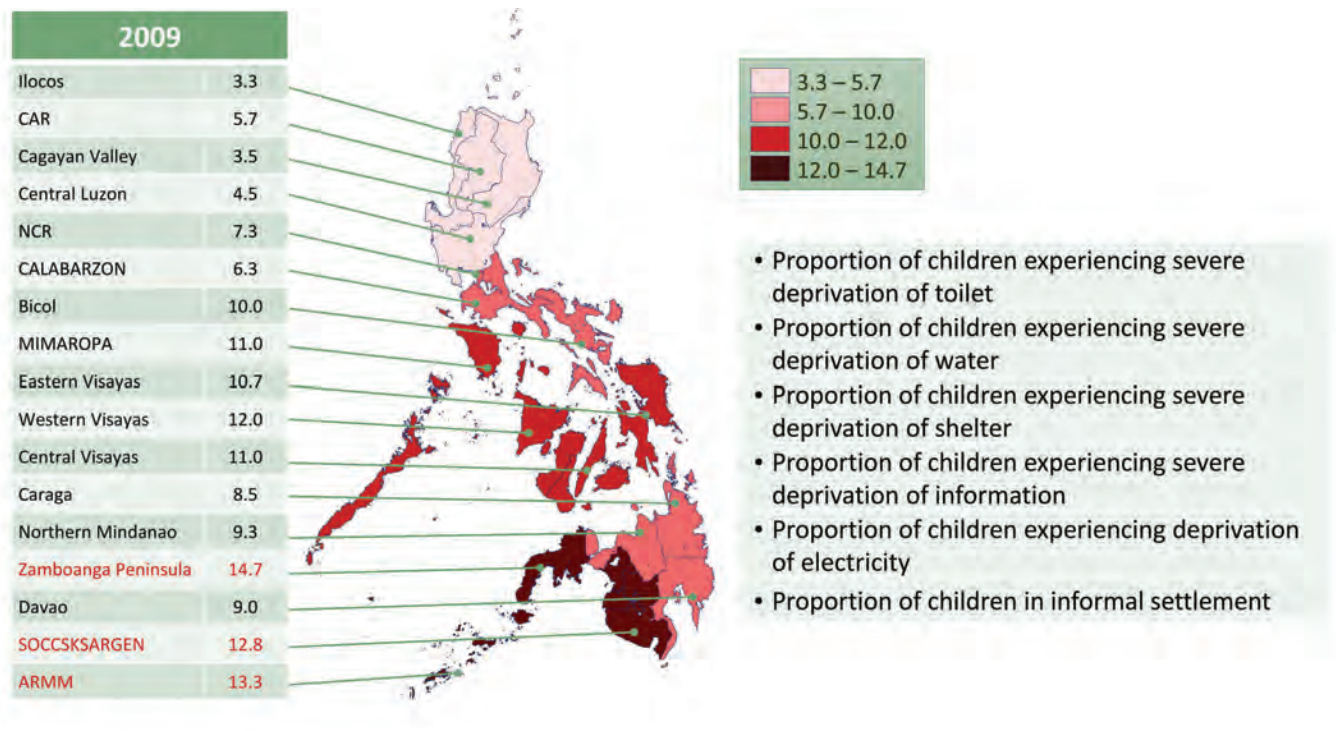 2009
Ilocos 3.3
CAR 5.7
Cagayan Valley 3.5
Central Luzon 4.5
NCR 7.3
CALABARZON 6.3
Bicol 10.0
MIMAROPA 11.0
Eastern Visayas 10.7
Western Visayas 12.0
Central Visayas 11.0
Caraga 8.5
Northern Mindanao 9.3
Zamboanga Peninsula 14.7
Davao 9.0
SOCCSKSARGEN 12.8
ARMM 13.3
3.3 – 5.7
5.7 – 10.0
10.0 – 12.0
12.0 – 14.7
• Proportion of children experiencing severe
deprivation of toilet
• Proportion of children experiencing severe
deprivation of water
• Proportion of children experiencing severe
deprivation of shelter
• Proportion of children experiencing severe
deprivation of information
• Proportion of children experiencing deprivation
of electricity
• Proportion of children in informal settlement